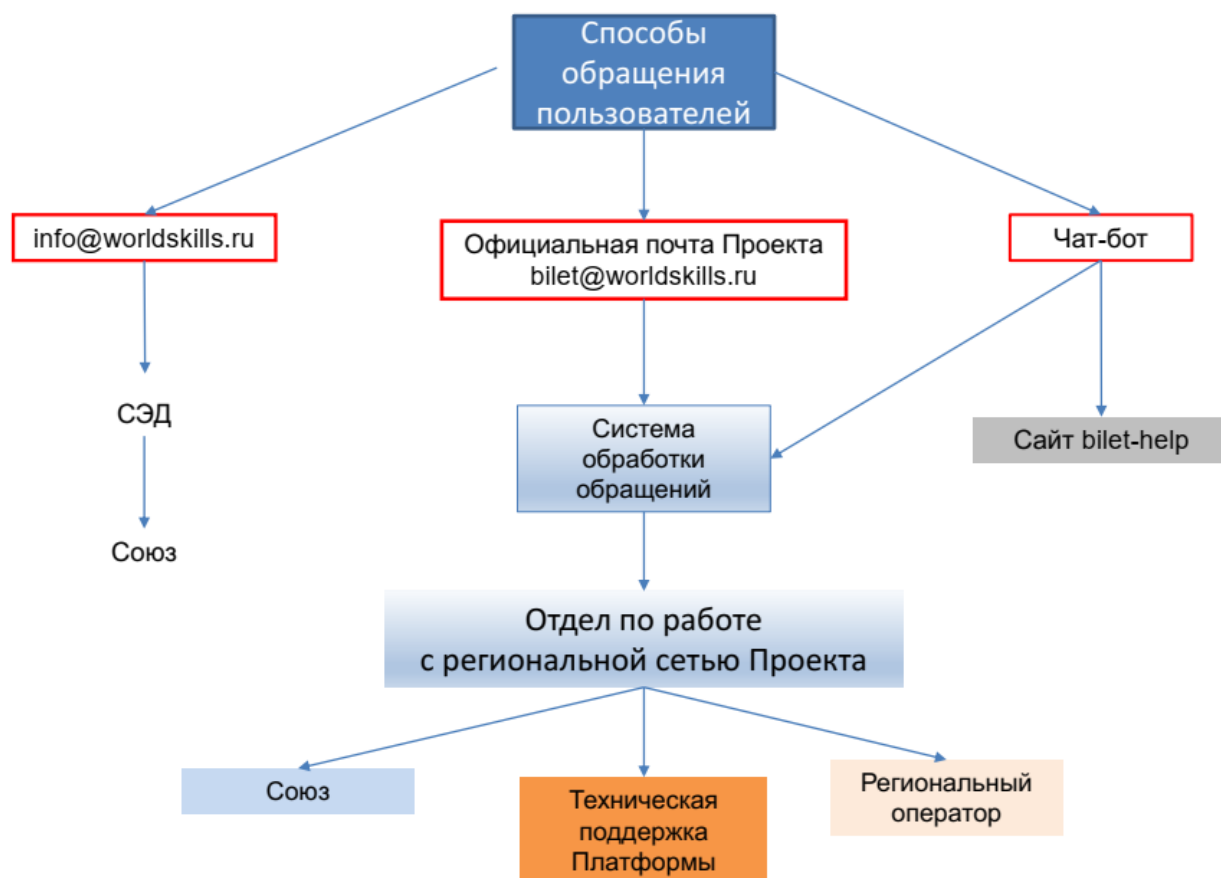 Способы
обращения
пользователей
info@worldskills.ru
Официальная почта Проекта
bilet@worldskills.ru
Чат-бот
СЭД
Система
обработки
обращений
Сайт bilet-help
Союз
Отдел по работе
с региональной сетью Проекта
Союз
Техническая
поддержка
Платформы
Региональный
оператор